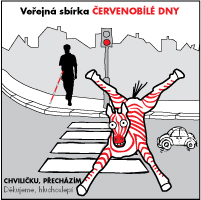 Veřejná sbírka ČERVENOBÍLÉ DNY
CHVILIČKU, PŘECHÁZÍM
Děkujeme, hluchoslepí